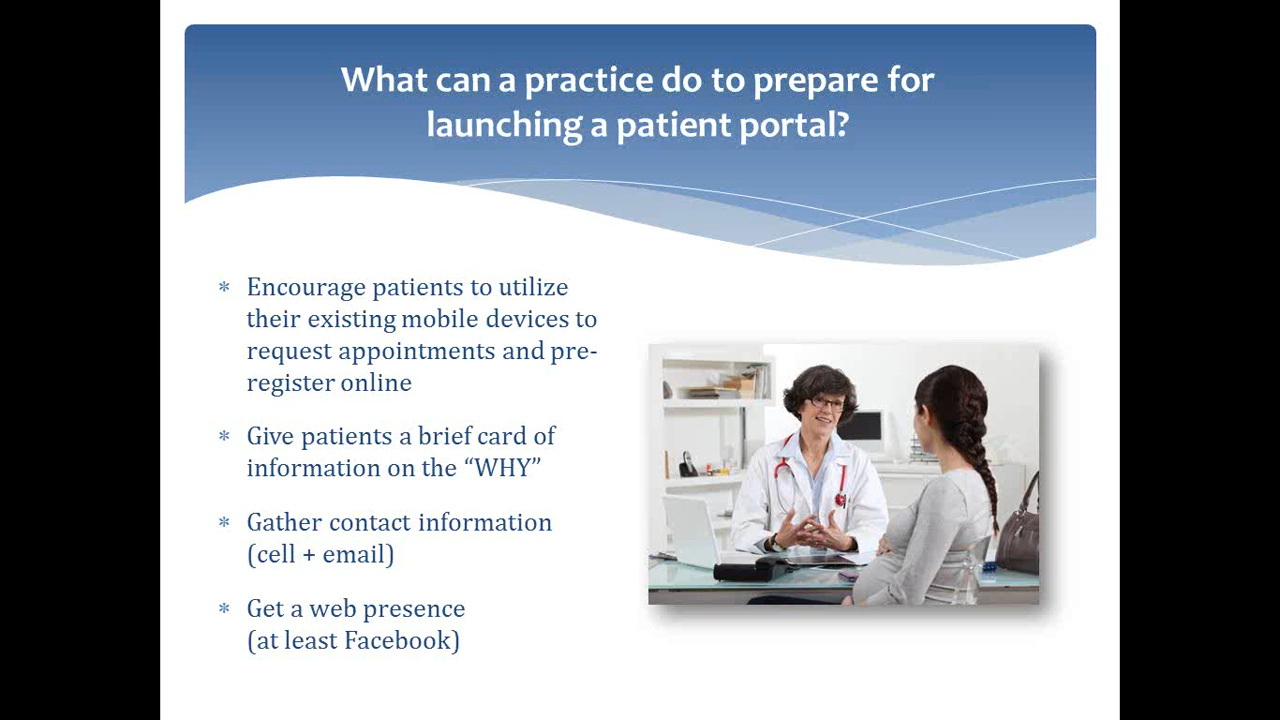 What can a practice do to prepare for
launching a patient portal?
* Encourage patients to utilize
their existing mobile devices to
request appointments and pre-
register online
* Give patients a brief card of
information on the “WHY”
* Gather contact information
(cell + email)
* Get a web presence
(at least Facebook)